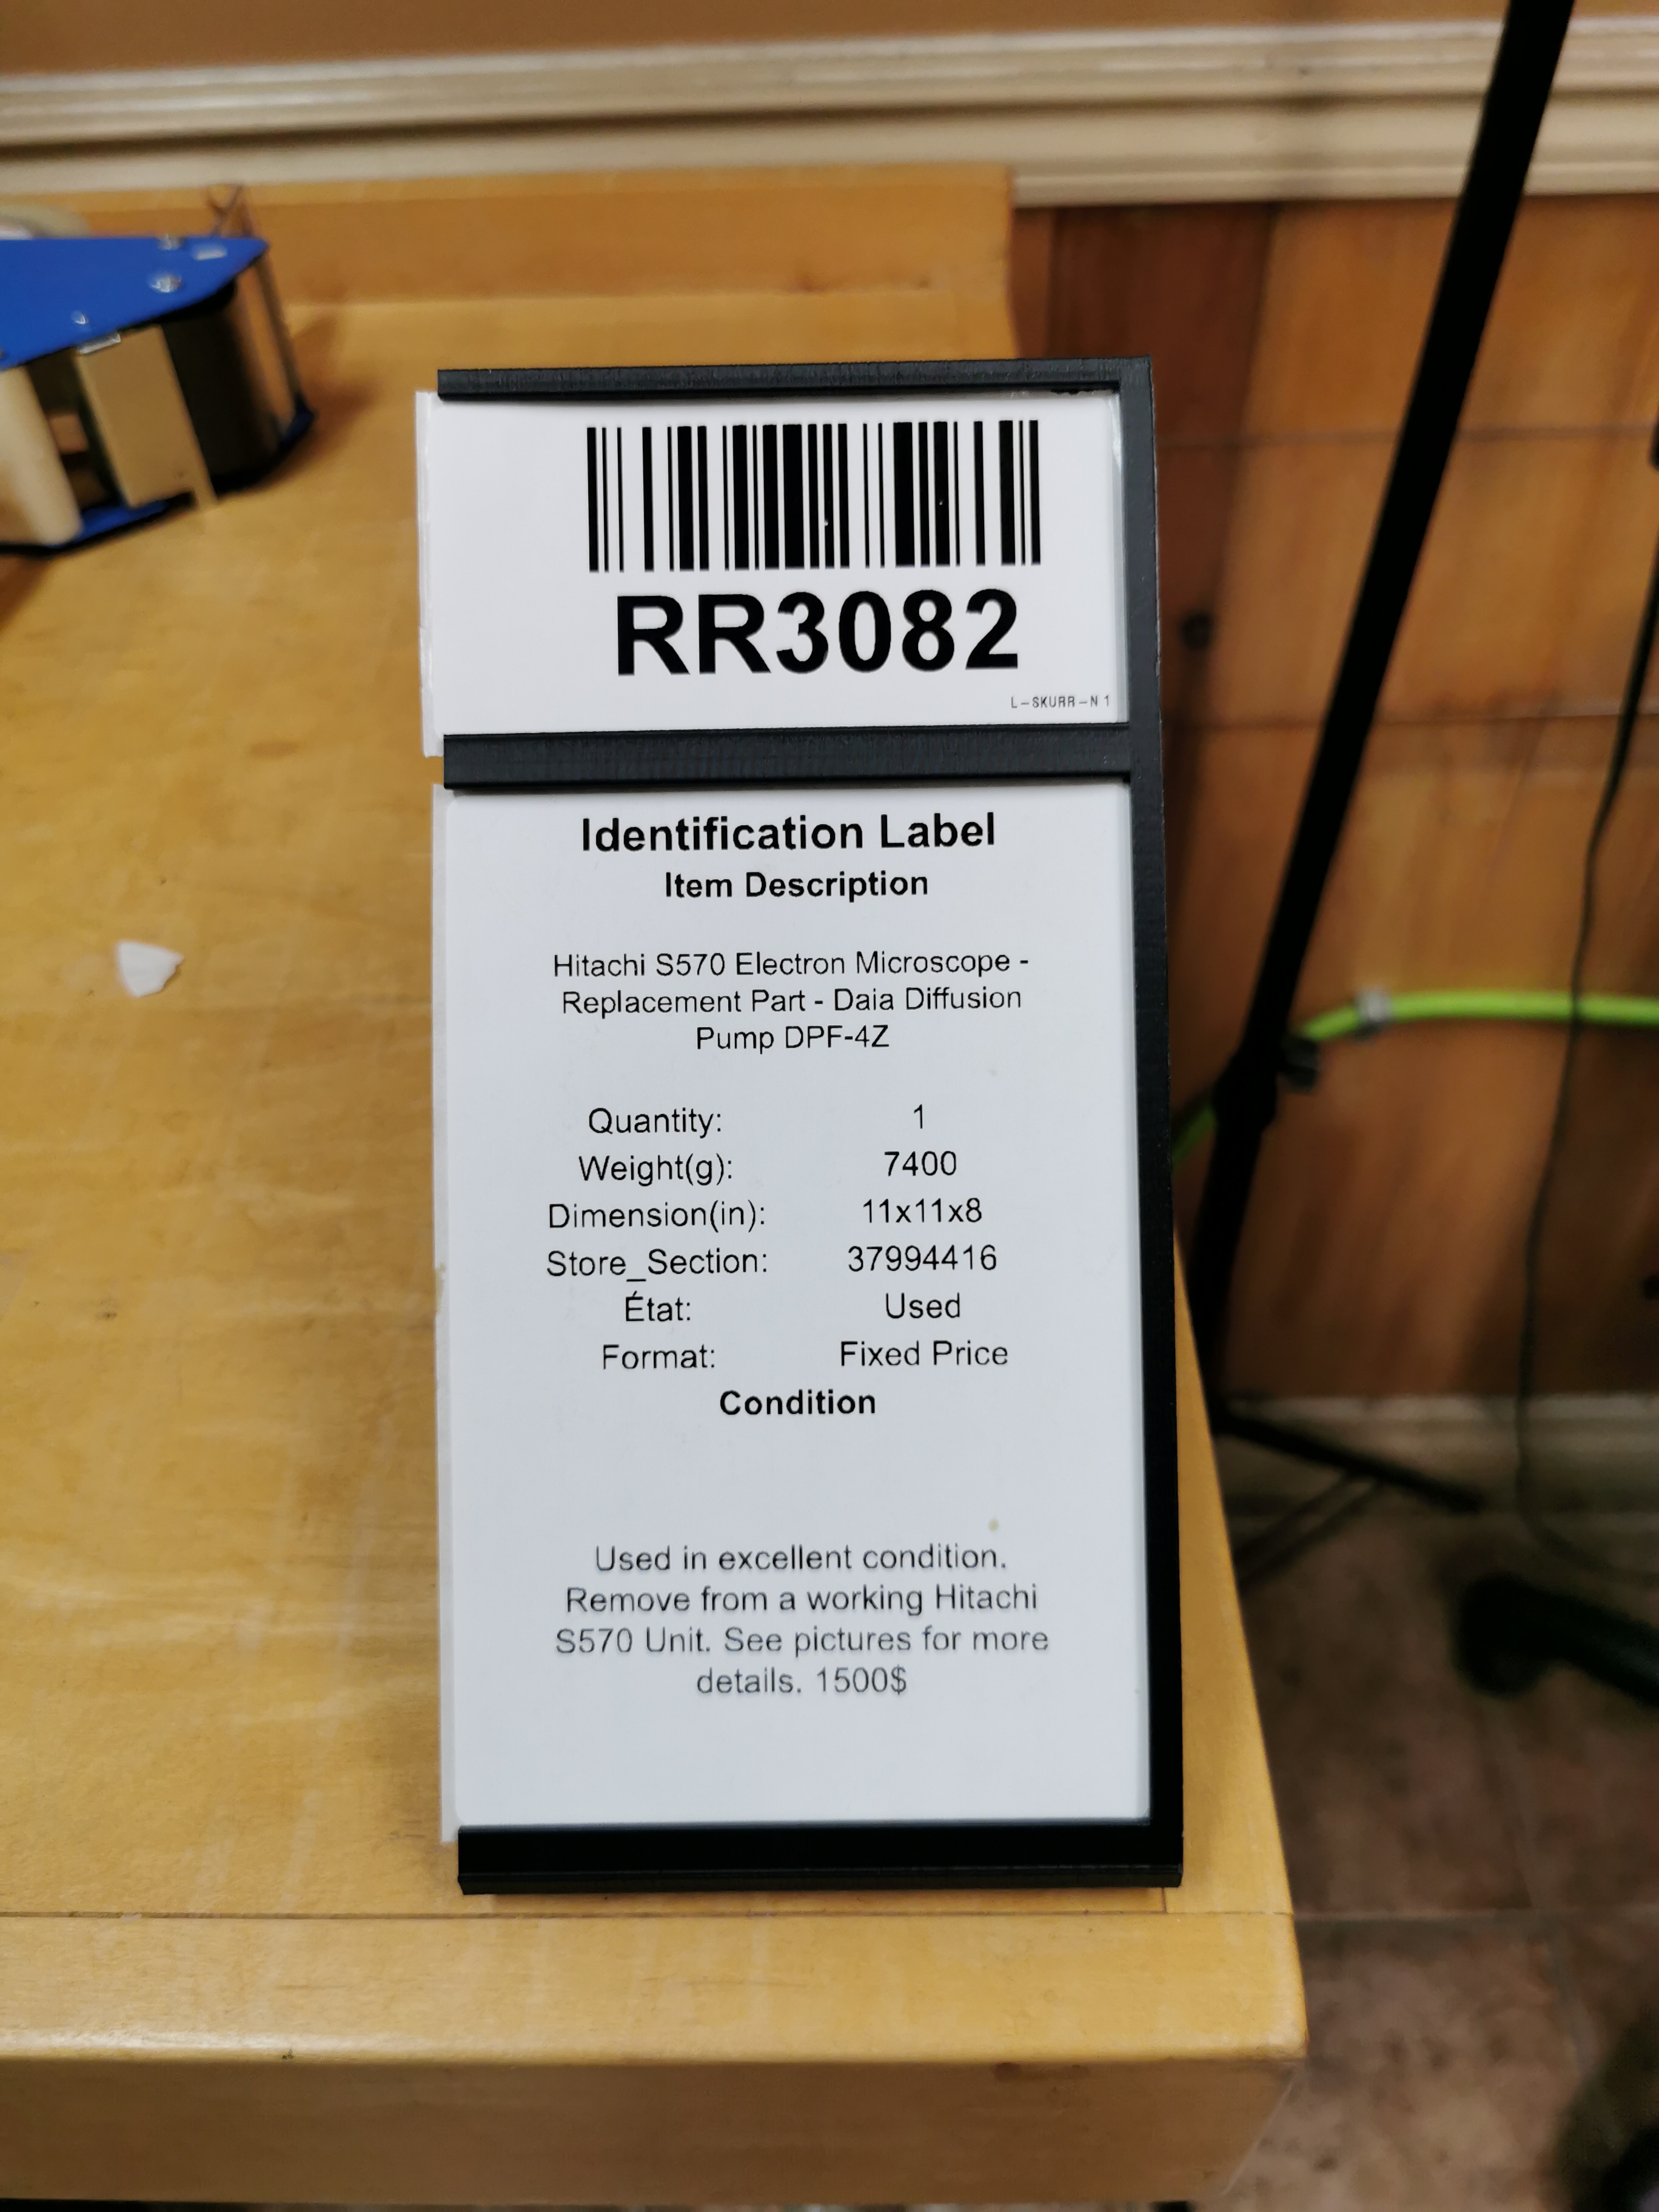 RR3082
L-SKURR-N 1
Identification Label
Item Description
Hitachi S570 Electron Microscope -
Replacement Part - Daia Diffusion
Pump DPF-4Z
Quantity: 1
Weight(g): 7400
Dimension(in): 11x11x8
Store_Section: 37994416
État: Used
Format: Fixed Price
Condition
Used in excellent condition.
Remove from a working Hitachi
S570 Unit. See pictures for more
details. 1500$